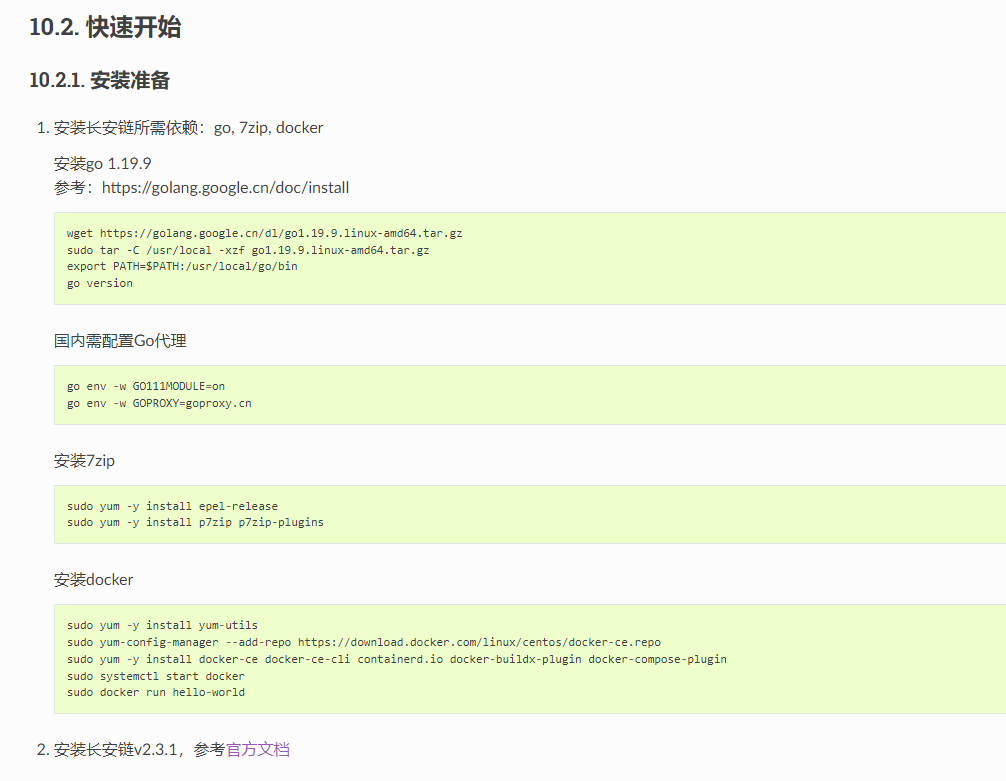 10.2. 快速开始
10.2.1. 安装准备
1. 安装长安链所需依赖：go, 7zip, docker
安装go 1.19.9
参考：https://golang.google.cn/doc/install
wget https://golang.google.cn/dl/go1.19.9.linux-amd64.tar.gz
sudo tar -C /usr/local -xzf go1.19.9.linux-amd64.tar.gz
export PATH=$PATH:/usr/local/go/bin
go version
国内需配置Go代理
go env -w GO111MODULE=on
go env -w GOPROXY=goproxy.cn
安装7zip
sudo yum -y install epel-release
sudo yum -y install p7zip p7zip-plugins
安装docker
sudo yum -y install yum-utils
sudo yum-config-manager --add-repo https://download.docker.com/linux/centos/docker-ce.repo
sudo yum -y install docker-ce docker-ce-cli containerd.io docker-buildx-plugin docker-compose-plugin
sudo systemctl start docker
sudo docker run hello-world
2. 安装长安链v2.3.1，参考官方文档